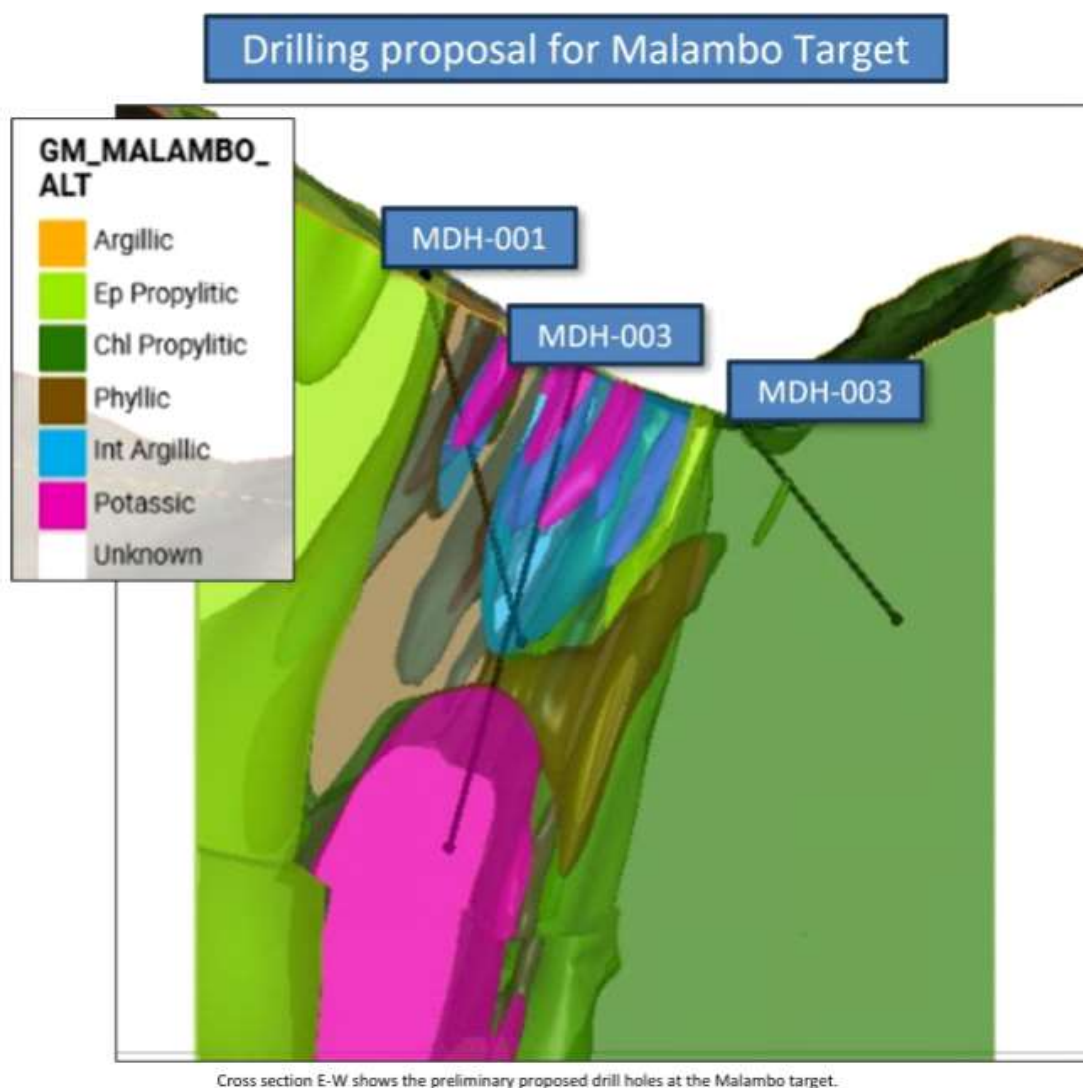 Drilling proposal for Malambo Target
GM_MALAMBO_
ALT
Argillic
Ep Propylitic
Chl Propylitic
Phyllic
Int Argillic
Potassic
Unknown
MDH-001
MDH-003
MDH-003
Cross section E-W shows the preliminary proposed drill holes at the Malambo target.